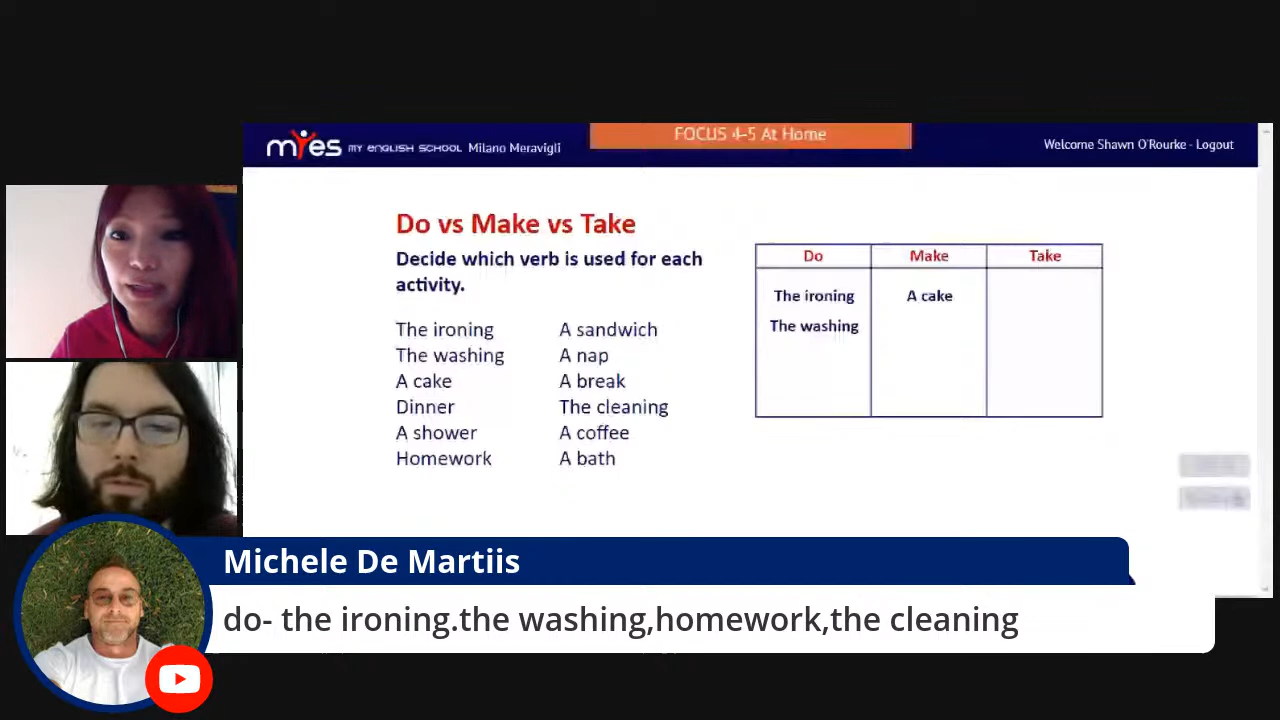 FOCUS 4-5 At Home
myes MY ENGLISH SCHOOL Milano Meravigli
Welcome Shawn O'Rourke - Logout
Do vs Make vs Take
Decide which verb is used for each
activity.
The ironing
The washing
A cake
Dinner
A shower
Homework
A sandwich
A nap
A break
The cleaning
A coffee
A bath
Do Make Take
The ironing A cake
The washing
Michele De Martiis
do- the ironing.the washing,homework,the cleaning